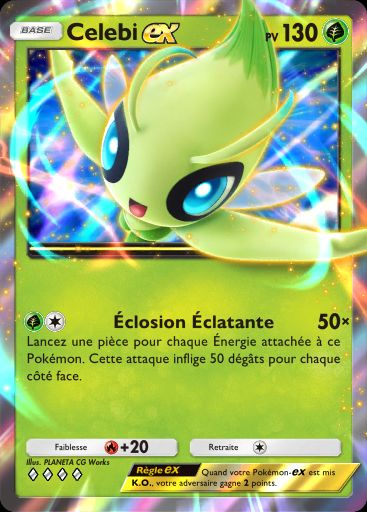 BASE Celebi ex PV 130
Éclosion Éclatante 50×
Lancez une pièce pour chaque Énergie attachée à ce
Pokémon. Cette attaque inflige 50 dégâts pour chaque
côté face.
Faiblesse +20 Retraite
Illus. PLANETA CG Works
Règle ex Quand votre Pokémon-ex est mis
K.O., votre adversaire gagne 2 points.